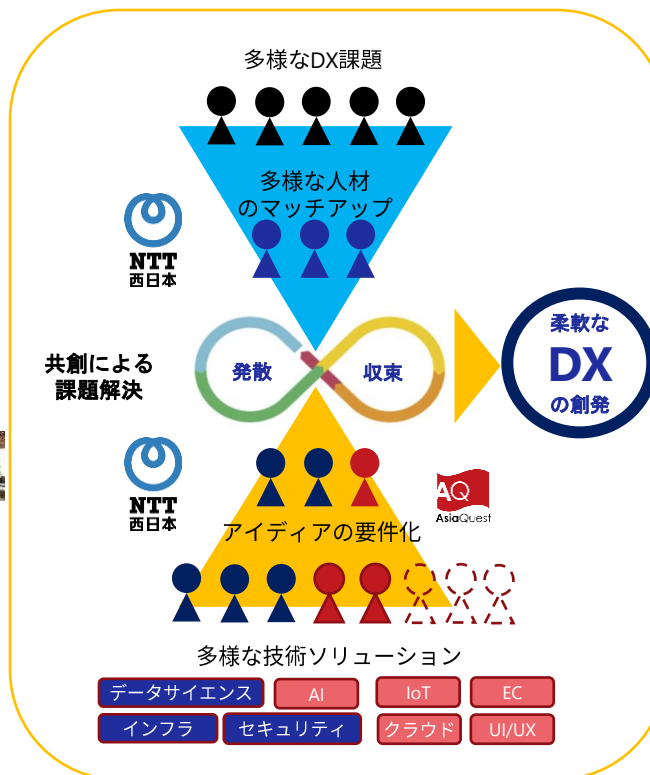 多様なDX課題
多様な人材
のマッチアップ
NTT
西日本
共創による
課題解決
発散
収束
柔軟な
DX
の創発
NTT
西日本
AQ
AsiaQuest
アイディアの要件化
多様な技術ソリューション
データサイエンス
AI
IoT
EC
インフラ
セキュリティ
クラウド
UI/UX